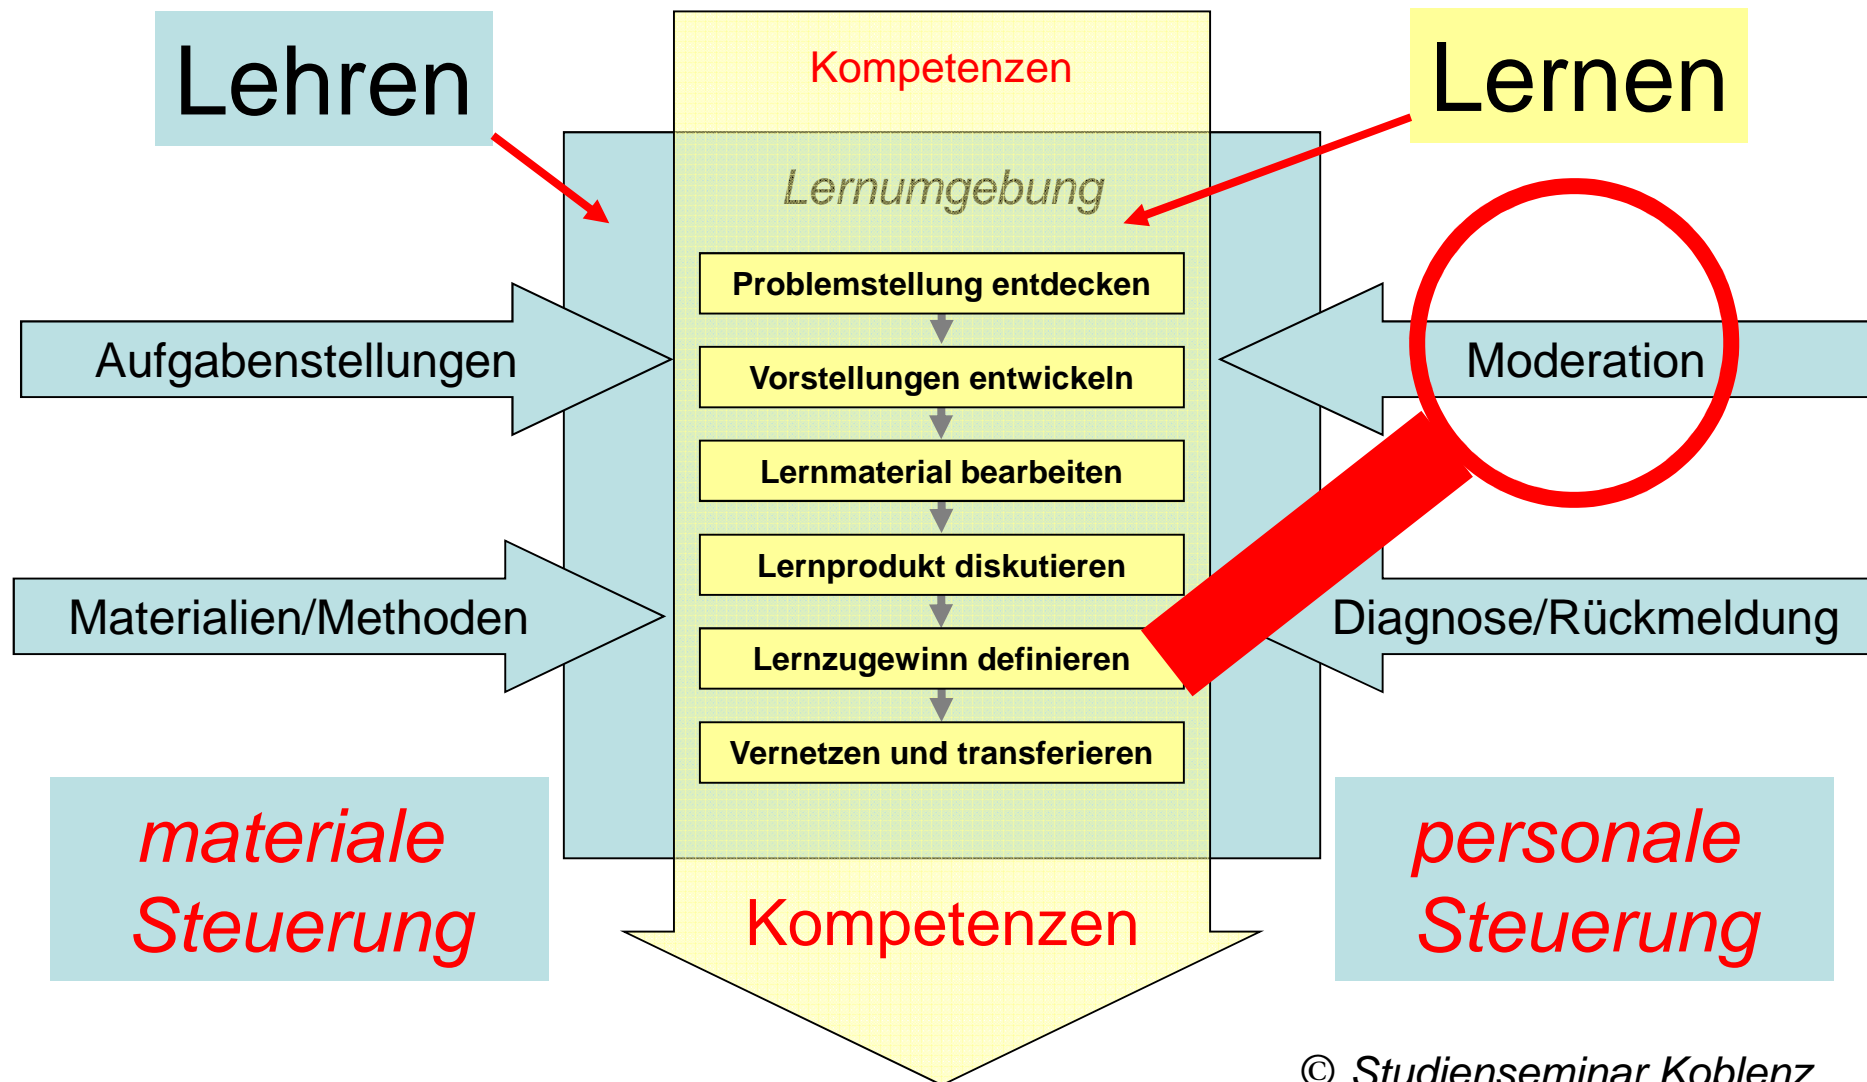 Lehren
Kompetenzen
Lernen
Lernumgebung
Problemstellung entdecken
Aufgabenstellungen
Vorstellungen entwickeln
Moderation
Lernmaterial bearbeiten
Lernprodukt diskutieren
Materialien/Methoden
Diagnose/Rückmeldung
Lernzugewinn definieren
Vernetzen und transferieren
materiale
Steuerung
Kompetenzen
personale
Steuerung
© Studienseminar Koblenz